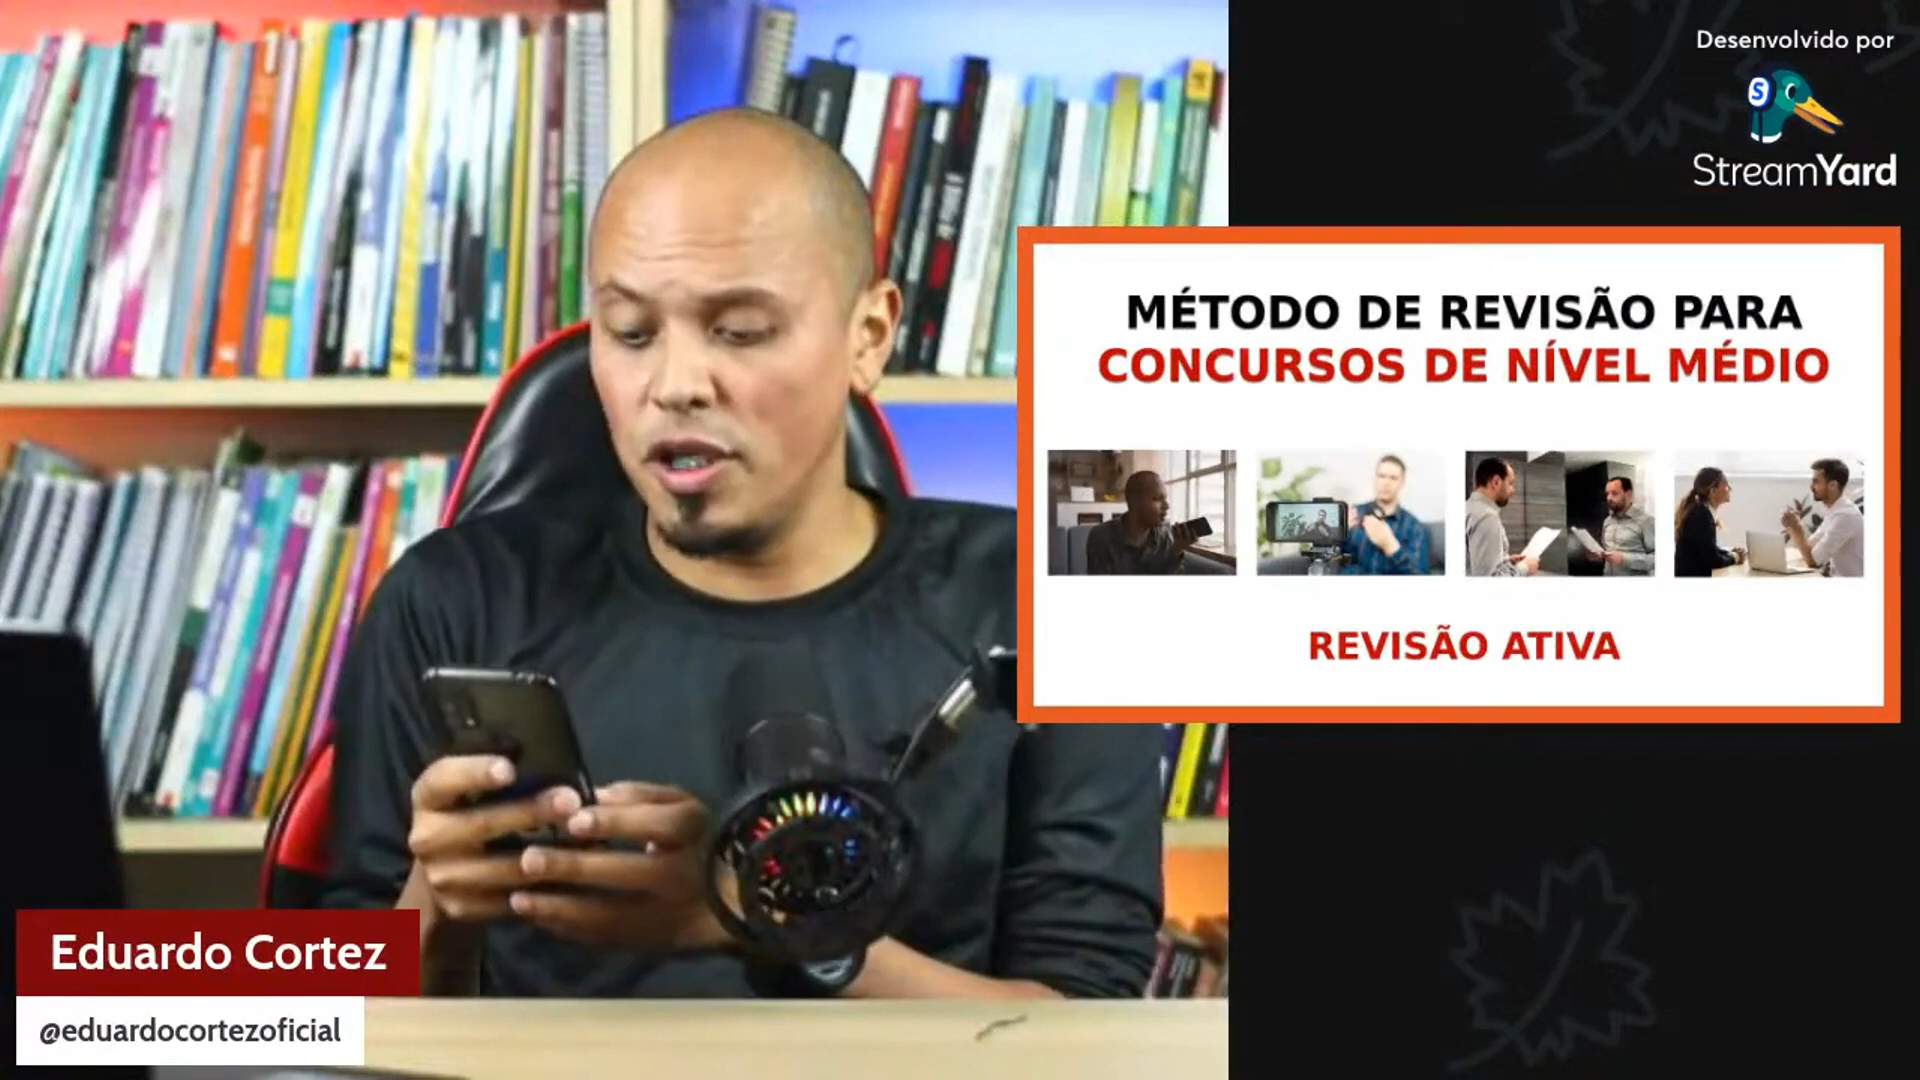 Desenvolvido por
StreamYard
MÉTODO DE REVISÃO PARA
CONCURSOS DE NÍVEL MÉDIO
REVISÃO ATIVA
Eduardo Cortez
@eduardocortezoficial